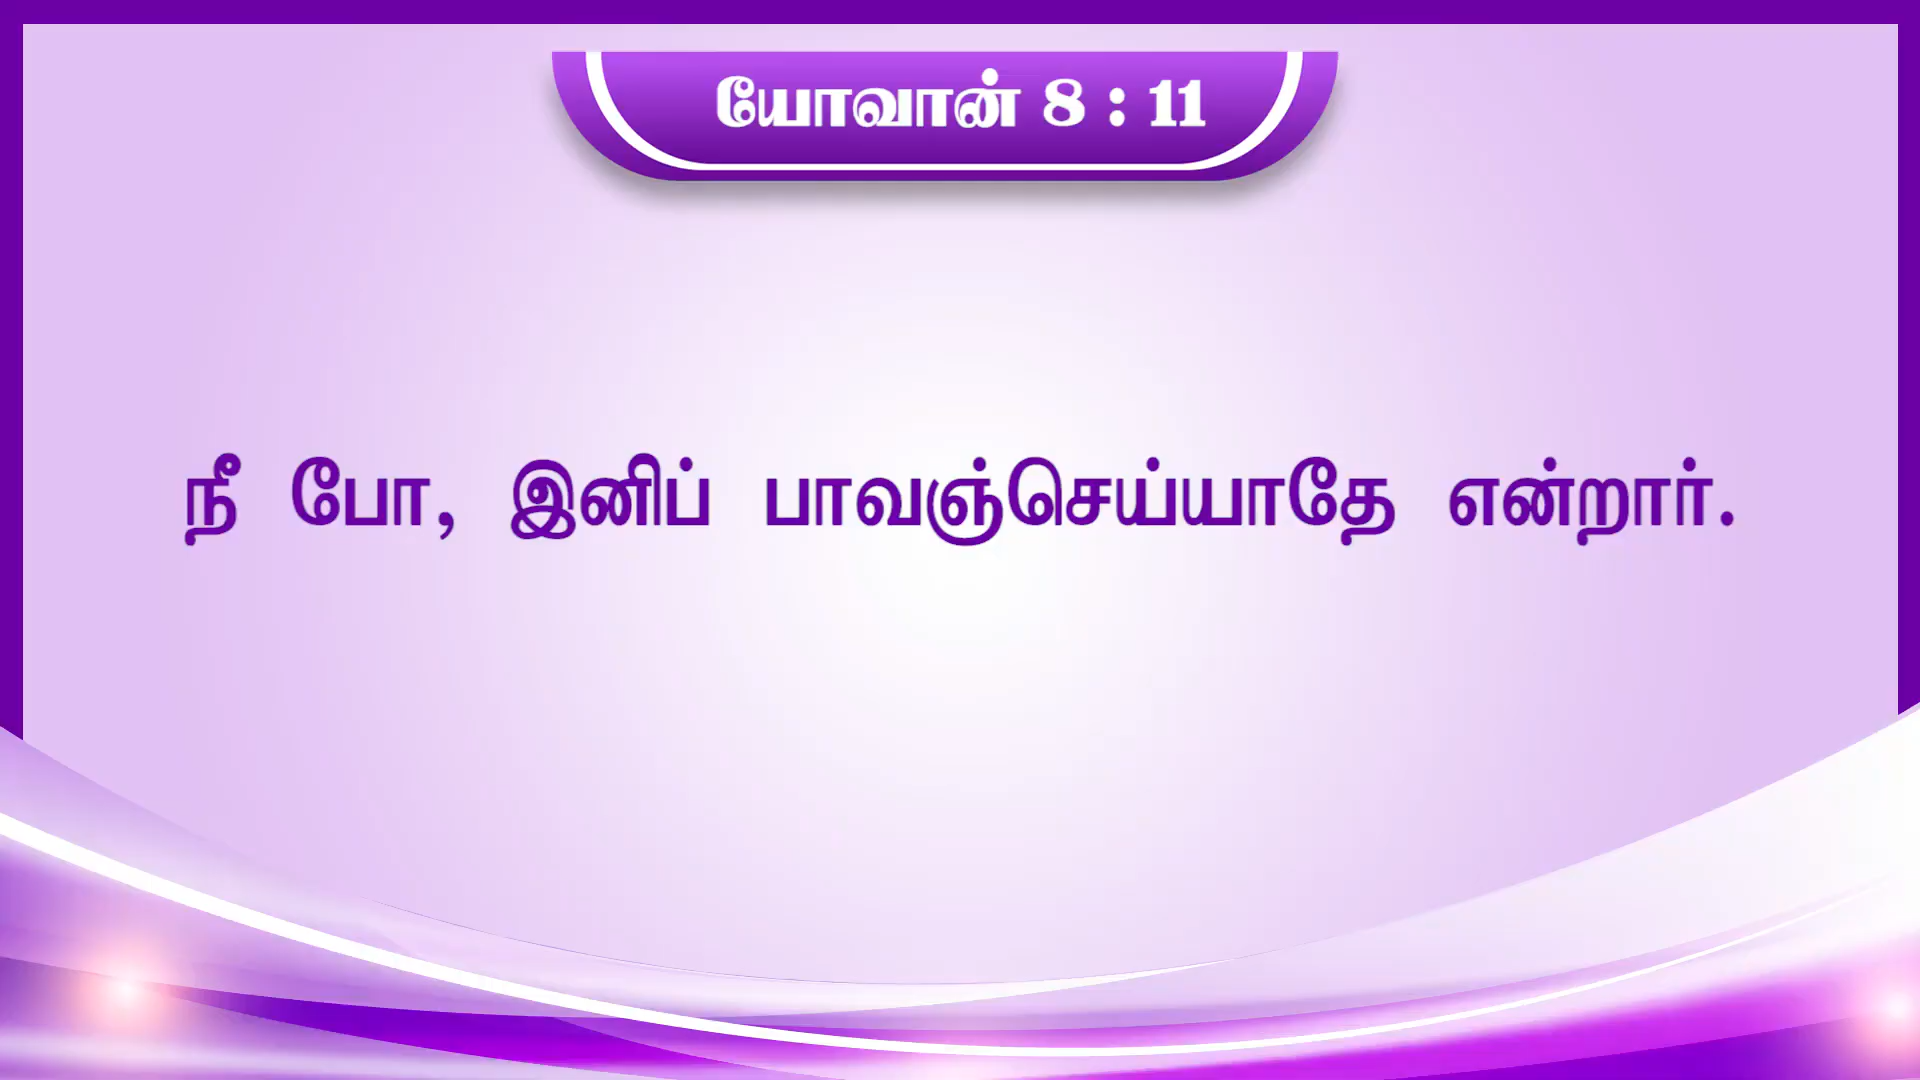 யோவான் 8 : 11
நீ போ, இனிப் பாவஞ்செய்யாதே என்றார்.